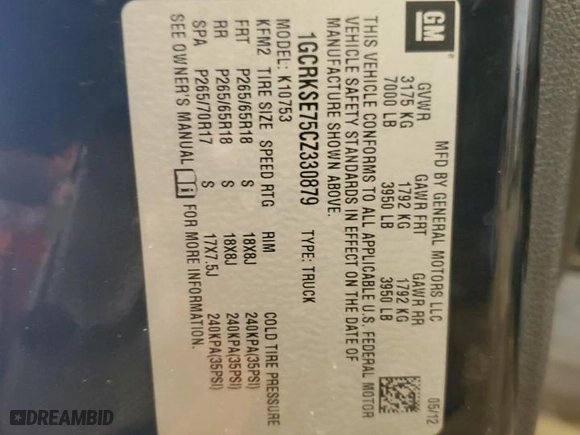 GM
MFD BY GENERAL MOTORS LLC 05/12
GVWR GAWR FRT GAWR RR
3175 KG 1792 KG 1792 KG
7000 LB 3950 LB 3950 LB
THIS VEHICLE CONFORMS TO ALL APPLICABLE U.S. FEDERAL MOTOR
VEHICLE SAFETY STANDARDS IN EFFECT ON THE DATE OF
MANUFACTURE SHOWN ABOVE.
1GCRKSE75CZ330879 TYPE: TRUCK
MODEL: K10753
KFM2 TIRE SIZE SPEED RTG RIM COLD TIRE PRESSURE
FRT P265/65R18 S 18X8J 240KPA(35PSI)
RR P265/65R18 S 18X8J 240KPA(35PSI)
SPA P265/70R17 S 17X7.5J 240KPA(35PSI)
SEE OWNER'S MANUAL FOR MORE INFORMATION.
DREAMBID